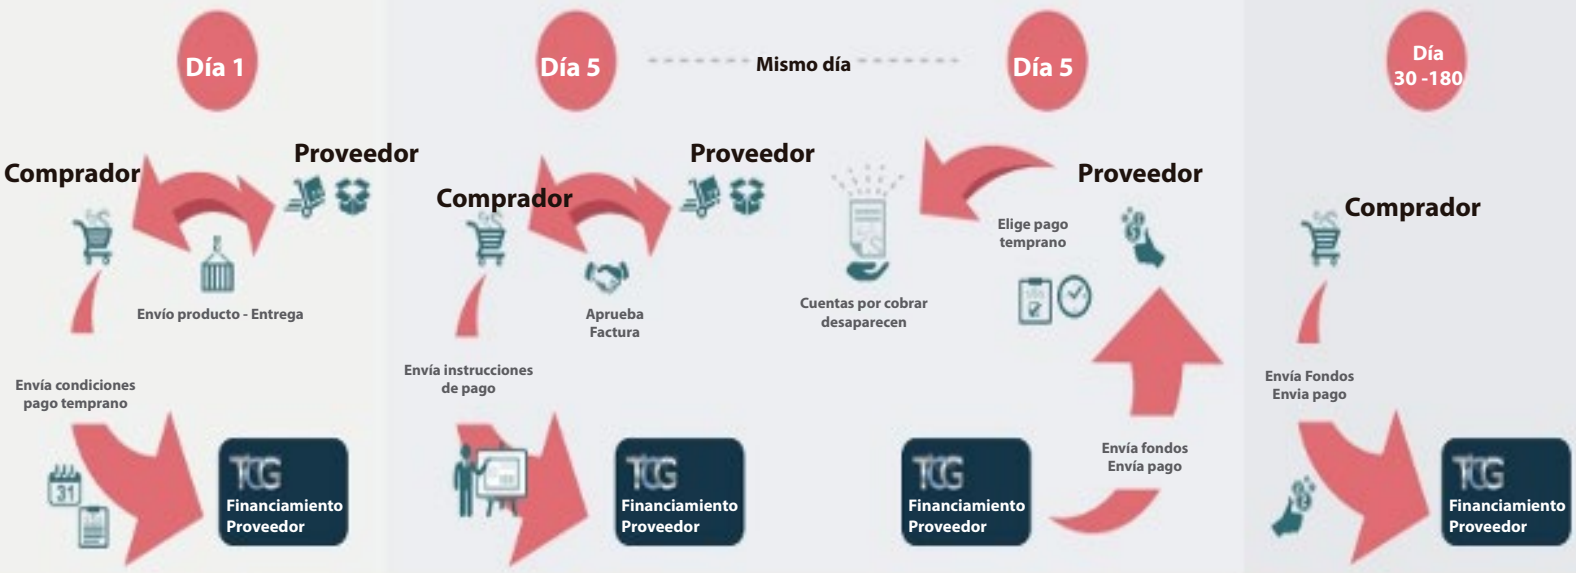 Día 1
Comprador
Proveedor
Envío producto - Entrega
Envía condiciones
pago temprano
31
TCG
Financiamiento
Proveedor
Día 5
Mismo día
Proveedor
Comprador
Aprueba
Factura
Envía instrucciones
de pago
TCG
Financiamiento
Proveedor
Día 5
Proveedor
Elige pago
temprano
Cuentas por cobrar
desaparecen
Envía fondos
Envía pago
TCG
Financiamiento
Proveedor
Día
30 -180
Comprador
Envía Fondos
Envia pago
TCG
Financiamiento
Proveedor